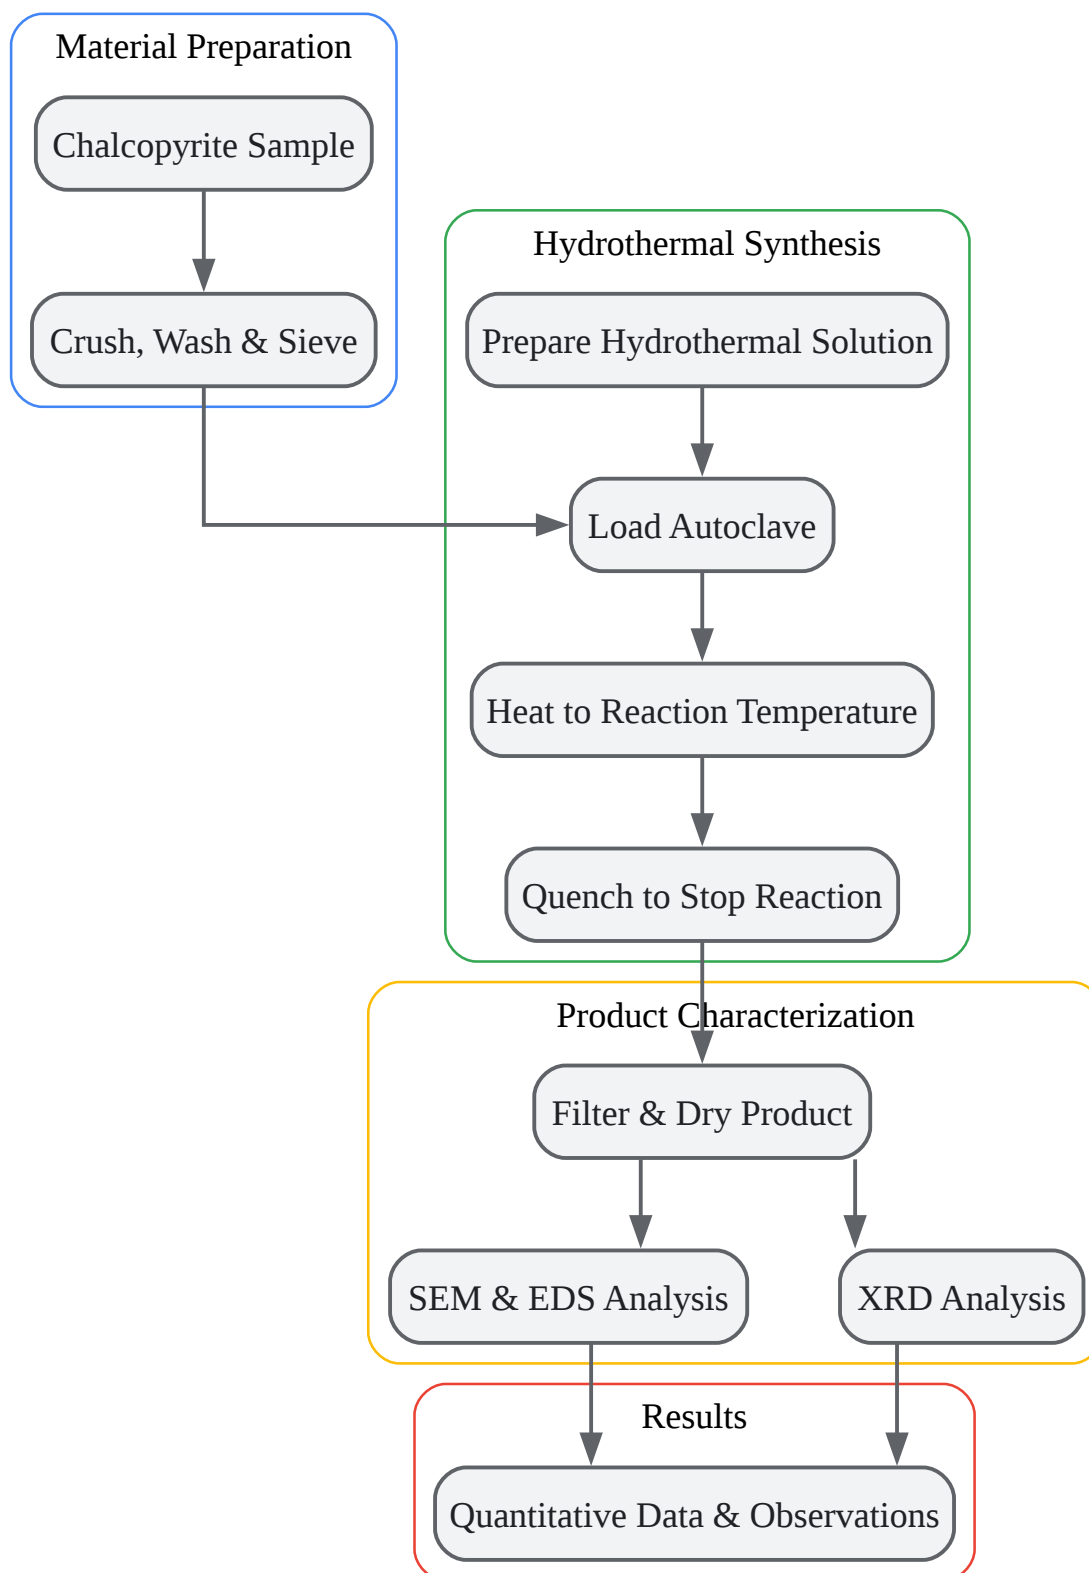 Material Preparation
Chalcopyrite Sample
Crush, Wash & Sieve
Hydrothermal Synthesis
Prepare Hydrothermal Solution
Load Autoclave
Heat to Reaction Temperature
Quench to Stop Reaction
Product Characterization
Filter & Dry Product
SEM & EDS Analysis
XRD Analysis
Results
Quantitative Data & Observations